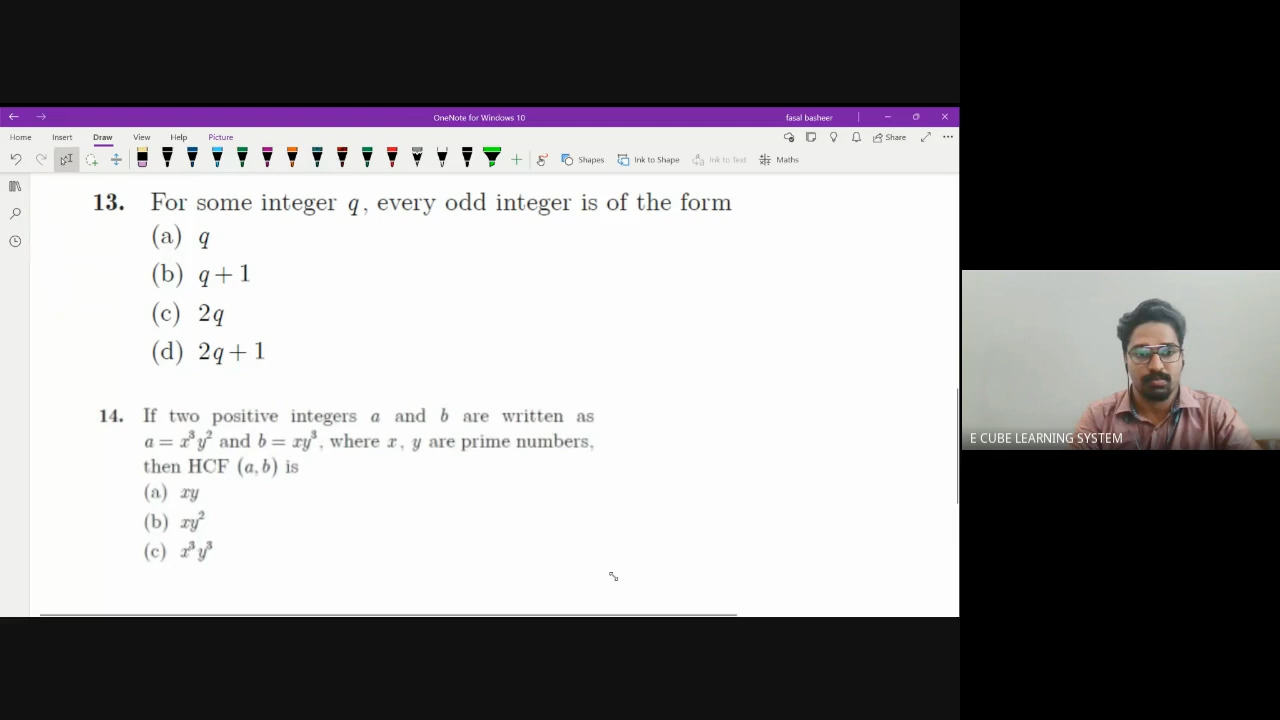 OneNote for Windows 10
fasal basheer
Home Insert Draw View Help Picture
Share
Shapes Ink to Shape Ink to Text Maths
13. For some integer q, every odd integer is of the form
(a) q
(b) q + 1
(c) 2q
(d) 2q + 1
14. If two positive integers a and b are written as
a = x³y² and b = xy³, where x, y are prime numbers,
then HCF (a, b) is
(a) xy
(b) xy²
(c) x³y³
E CUBE LEARNING SYSTEM